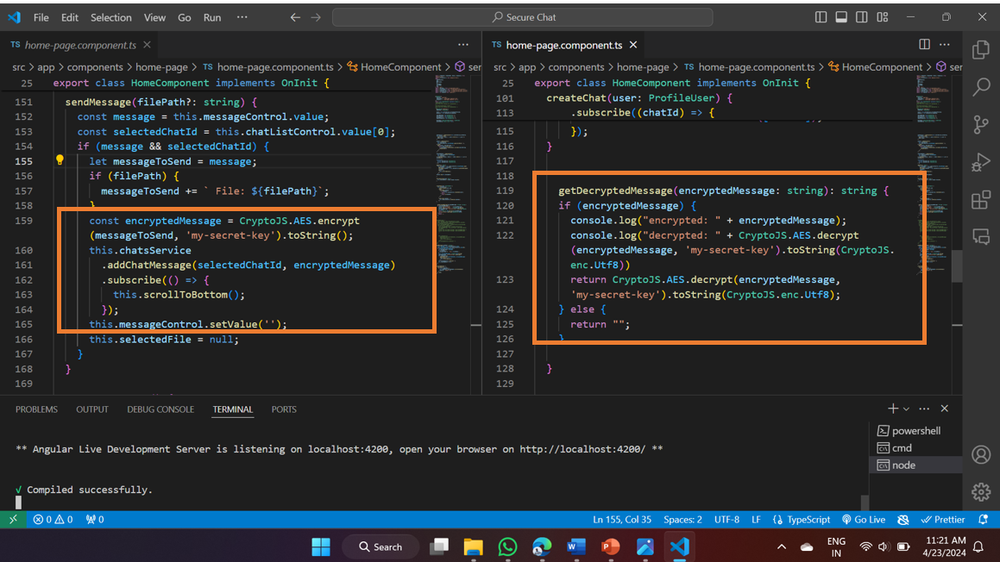 File Edit Selection View Go Run ··· Secure Chat
TS home-page.component.ts
src > app > components > home-page > TS home-page.component.ts > HomeComponent > ser
25 export class HomeComponent implements OnInit {
151 sendMessage(filePath?: string) {
152 const message = this.messageControl.value;
153 const selectedChatId = this.chatListControl.value[0];
154 if (message && selectedChatId) {
155 let messageToSend = message;
156 if (filePath) {
157 messageToSend += ` File: ${filePath}`;
158 }
159 const encryptedMessage = CryptoJS.AES.encrypt
(messageToSend, 'my-secret-key').toString();
160 this.chatsService
161 .addChatMessage(selectedChatId, encryptedMessage)
162 .subscribe(() => {
163 this.scrollToBottom();
164 });
165 this.messageControl.setValue('');
166 this.selectedFile = null;
167 }
168 }
169
TS home-page.component.ts
src > app > components > home-page > TS home-page.component.ts > HomeComponent > ser
25 export class HomeComponent implements OnInit {
101 createChat(user: ProfileUser) {
113 .subscribe((chatId) => {
115 });
116 }
117
118
119 getDecryptedMessage(encryptedMessage: string): string {
120 if (encryptedMessage) {
121 console.log("encrypted: " + encryptedMessage);
122 console.log("decrypted: " + CryptoJS.AES.decrypt
(encryptedMessage, 'my-secret-key').toString(CryptoJS.
enc.Utf8))
123 return CryptoJS.AES.decrypt(encryptedMessage,
'my-secret-key').toString(CryptoJS.enc.Utf8);
124 } else {
125 return "";
126 }
127
128 }
129
PROBLEMS OUTPUT DEBUG CONSOLE TERMINAL PORTS
** Angular Live Development Server is listening on localhost:4200, open your browser on http://localhost:4200/ **
√ Compiled successfully.
powershell
cmd
node
0 0 0 Ln 155, Col 35 Spaces: 2 UTF-8 LF {} TypeScript Go Live Prettier
Search ENG
IN 11:21 AM
4/23/2024